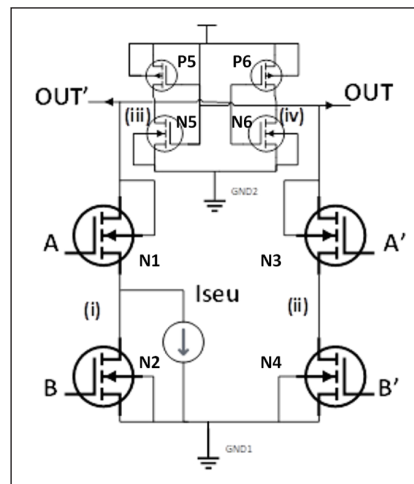 P5 P6
OUT' OUT
(iii) N5 N6 (iv)
GND2
A N1 N3 A'
Iseu
(i) (ii)
N2 N4
B B'
GND1